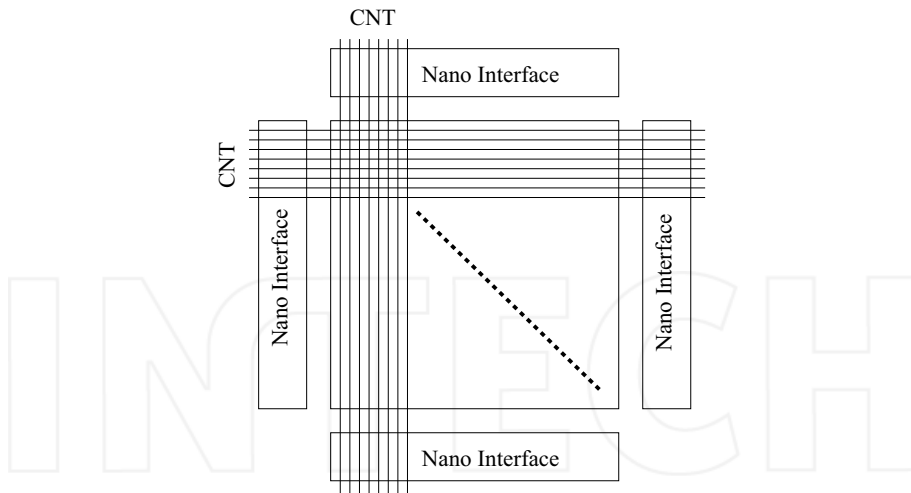 CNT
Nano Interface
CNT
Nano Interface
Nano Interface
Nano Interface
INTECH